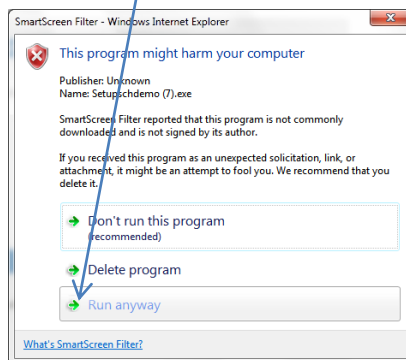 SmartScreen Filter - Windows Internet Explorer
This program might harm your computer
Publisher: Unknown
Name: Setupschdemo (7).exe
SmartScreen Filter reported that this program is not commonly
downloaded and is not signed by its author.
If you received this program as an unexpected solicitation, link, or
attachment, it might be an attempt to fool you. We recommend that you
delete it.
Don't run this program
(recommended)
Delete program
Run anyway
What's SmartScreen Filter?